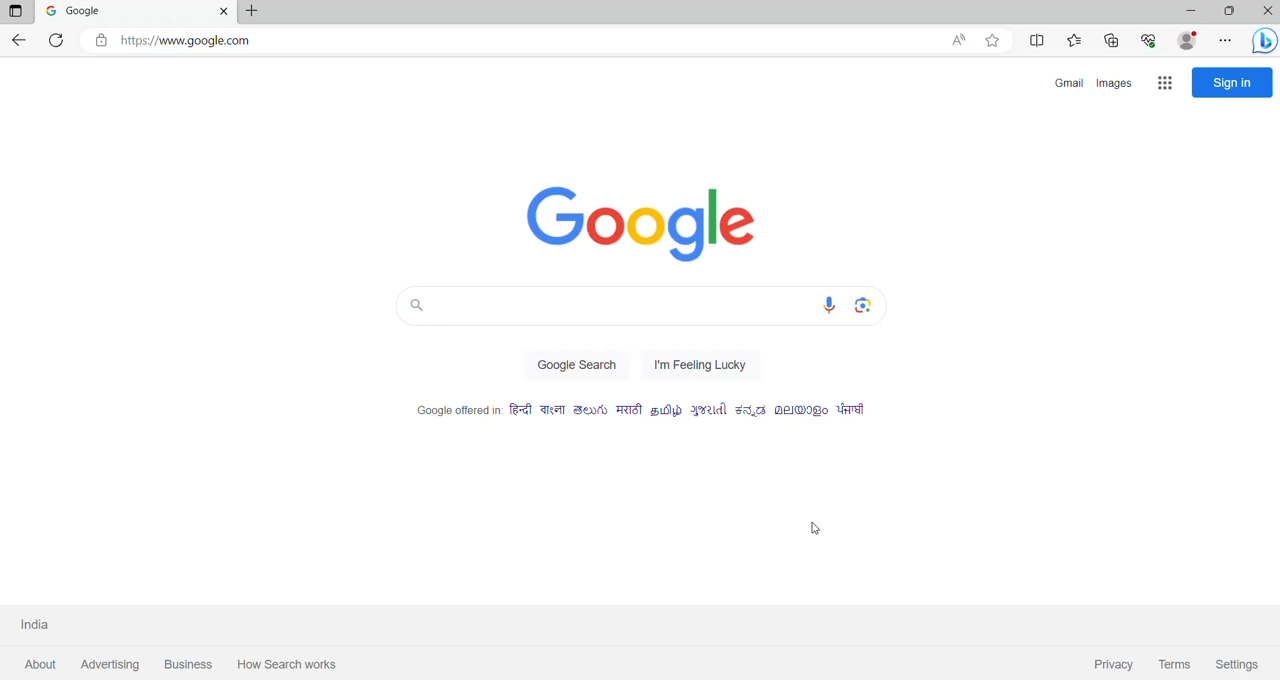 Google
https://www.google.com
Gmail Images Sign in
Google
Google Search I'm Feeling Lucky
Google offered in: हिन्दी বাংলা తెలుగు मराठी தமிழ் ગુજરાતી ಕನ್ನಡ മലയാളം ਪੰਜਾਬੀ
India
About Advertising Business How Search works Privacy Terms Settings